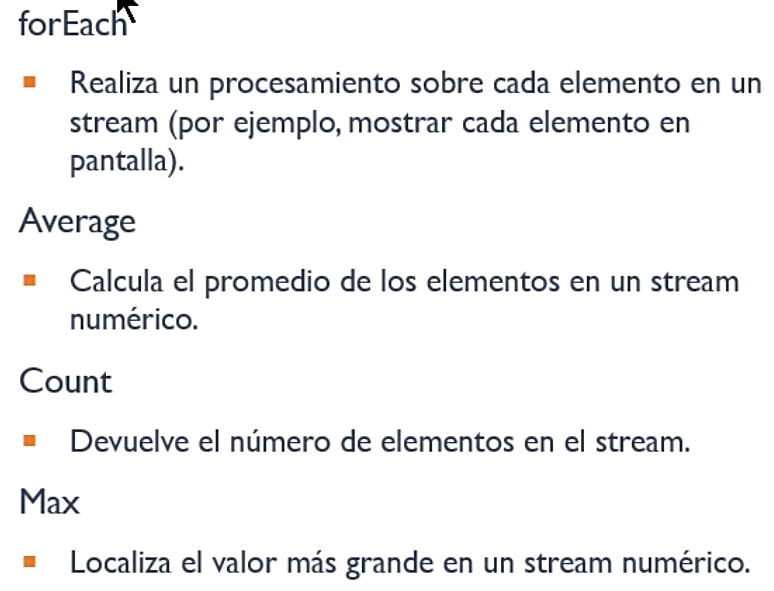 forEach
Realiza un procesamiento sobre cada elemento en un
stream (por ejemplo, mostrar cada elemento en
pantalla).
Average
Calcula el promedio de los elementos en un stream
numérico.
Count
Devuelve el número de elementos en el stream.
Max
Localiza el valor más grande en un stream numérico.